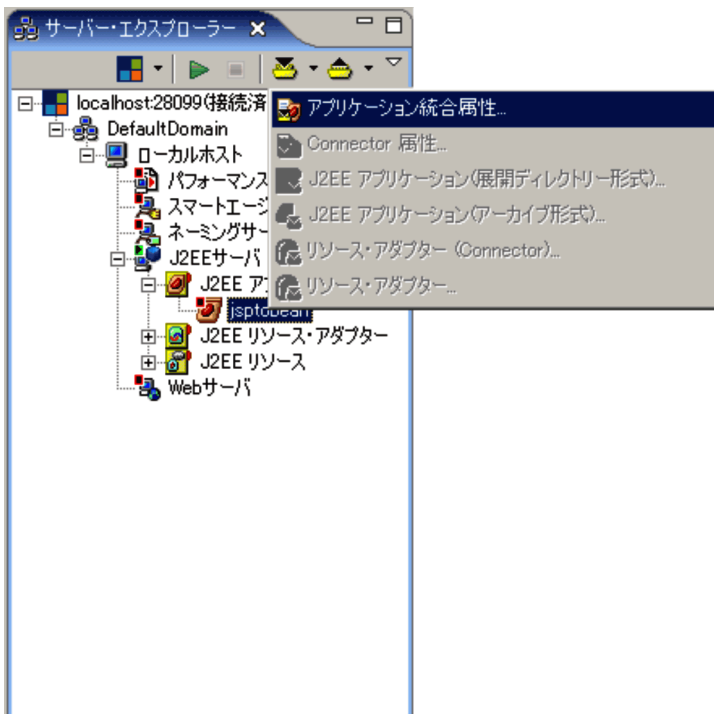 サーバー・エクスプローラー
localhost:28099(接続済
アプリケーション統合属性...
DefaultDomain
Connector 属性...
ローカルホスト
J2EE アプリケーション(展開ディレクトリー形式)...
パフォーマンス
J2EE アプリケーション(アーカイブ形式)...
スマートエージ
リソース・アダプター (Connector)...
ネーミングサー
リソース・アダプター...
J2EEサーバ
J2EE ア
jsptobean
J2EE リソース・アダプター
J2EE リソース
Webサーバ